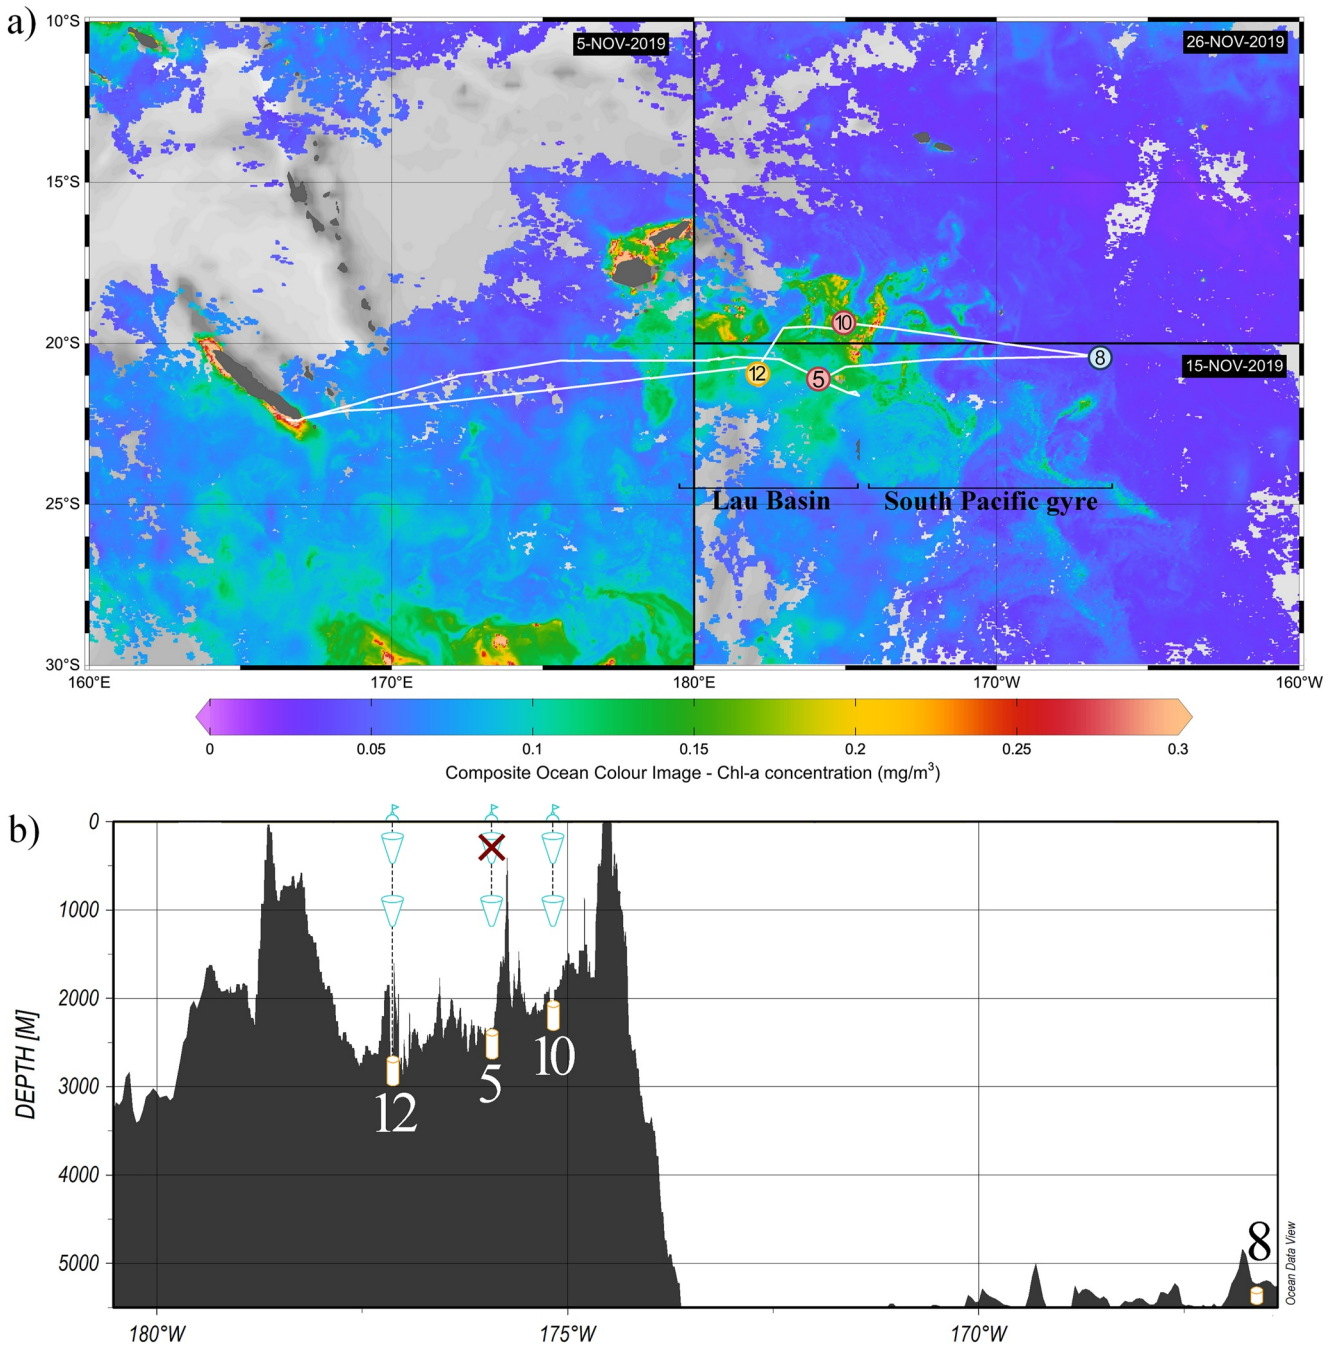 a)
10°S
5-NOV-2019
26-NOV-2019
15°S
20°S
10
8
12
5
15-NOV-2019
25°S
Lau Basin
South Pacific gyre
30°S
160°E
170°E
180°E
170°W
160°W
0
0.05
0.1
0.15
0.2
0.25
0.3
Composite Ocean Colour Image - Chl-a concentration (mg/m³)
b)
0
1000
2000
3000
4000
5000
DEPTH [M]
12
5
10
8
Ocean Data View
180°W
175°W
170°W